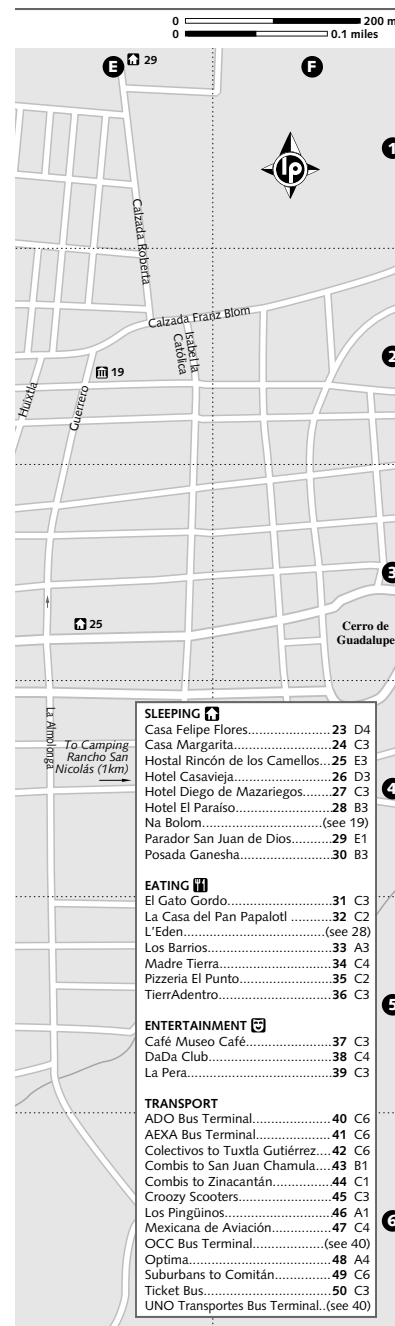 0 200 m
0 0.1 miles
E 29 F
1
lp
Calzada Roberta
Calzada Franz Blom
Isabel la
Católica
2
19
Huixtla
Guerrero
3
25
Cerro de
Guadalupe
La Almolonga
To Camping
Rancho San
Nicolás (1km)
4
SLEEPING
Casa Felipe Flores....................23 D4
Casa Margarita.........................24 C3
Hostal Rincón de los Camellos...25 E3
Hotel Casavieja........................26 D3
Hotel Diego de Mazariegos.......27 C3
Hotel El Paraíso.......................28 B3
Na Bolom.........................(see 19)
Parador San Juan de Dios..........29 E1
Posada Ganesha.......................30 B3
EATING
El Gato Gordo..........................31 C3
La Casa del Pan Papalotl ..........32 C2
L'Eden..............................(see 28)
Los Barrios..............................33 A3
Madre Tierra...........................34 C4
Pizzeria El Punto......................35 C2
TierrAdentro............................36 C3
5
ENTERTAINMENT
Café Museo Café......................37 C3
DaDa Club...............................38 C4
La Pera....................................39 C3
TRANSPORT
ADO Bus Terminal....................40 C6
AEXA Bus Terminal...................41 C6
Colectivos to Tuxtla Gutiérrez....42 C6
Combis to San Juan Chamula....43 B1
Combis to Zinacantán...............44 C1
Croozy Scooters.......................45 C3
Los Pingüinos..........................46 A1
Mexicana de Aviación...............47 C4
6
OCC Bus Terminal................(see 40)
Optima...................................48 A4
Suburbans to Comitán..............49 C6
Ticket Bus...............................50 C3
UNO Transportes Bus Terminal..(see 40)